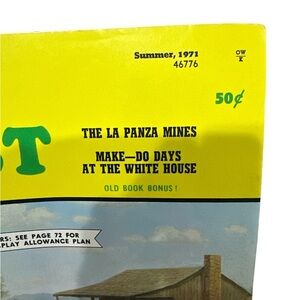 Summer, 1971
46776
OW
K
50¢
ST
THE LA PANZA MINES
MAKE—DO DAYS
AT THE WHITE HOUSE
OLD BOOK BONUS!
RS: SEE PAGE 72 FOR
PLAY ALLOWANCE PLAN